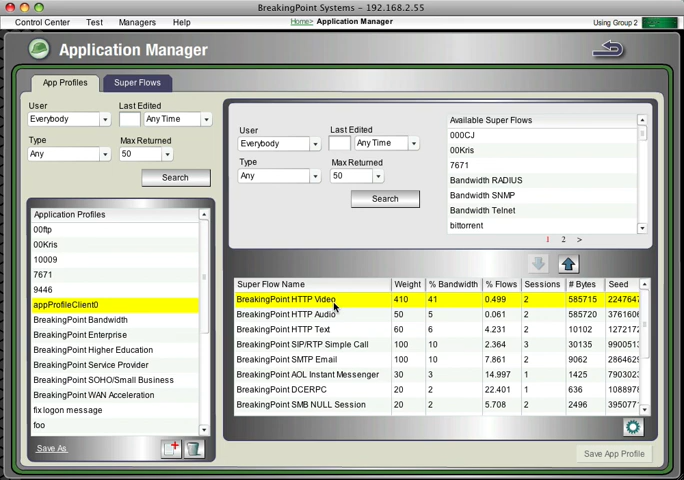 BreakingPoint Systems - 192.168.2.55
Control Center Test Managers Help Home> Application Manager Using Group 2
Application Manager
App Profiles Super Flows
User Last Edited
Everybody Any Time
Type Max Returned
Any 50
Search
Application Profiles
00ftp
00Kris
10009
7671
9446
appProfileClient0
BreakingPoint Bandwidth
BreakingPoint Enterprise
BreakingPoint Higher Education
BreakingPoint Service Provider
BreakingPoint SOHO/Small Business
BreakingPoint WAN Acceleration
fix logon message
foo
Save As
User Last Edited
Everybody Any Time
Type Max Returned
Any 50
Search
Available Super Flows
000CJ
00Kris
7671
Bandwidth RADIUS
Bandwidth SNMP
Bandwidth Telnet
bittorrent
1 2 >
Super Flow Name Weight % Bandwidth % Flows Sessions # Bytes Seed
BreakingPoint HTTP Video 410 41 0.499 2 585715 2247647
BreakingPoint HTTP Audio 50 5 0.061 2 585720 3761606
BreakingPoint HTTP Text 60 6 4.231 2 10102 1272172
BreakingPoint SIP/RTP Simple Call 100 10 2.364 3 30135 9900513
BreakingPoint SMTP Email 100 10 7.861 2 9062 2864629
BreakingPoint AOL Instant Messenger 30 3 14.997 1 1425 7903023
BreakingPoint DCERPC 20 2 22.401 1 636 1088978
BreakingPoint SMB NULL Session 20 2 5.708 2 2496 3950771
Save App Profile